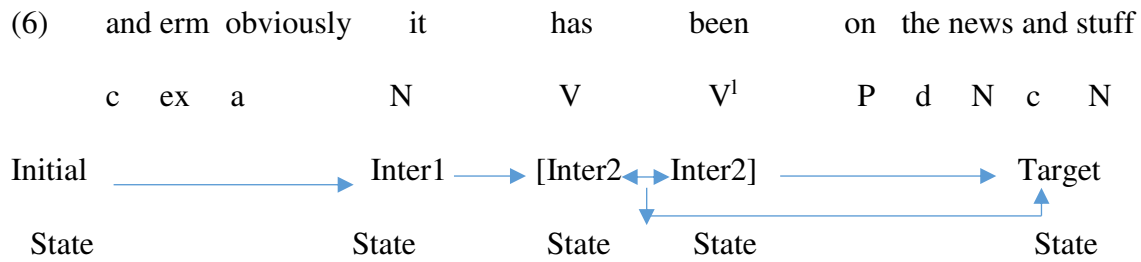 (6) and erm obviously it has been on the news and stuff
c ex a N V V¹ P d N c N
Initial Inter1 [Inter2 Inter2] Target
State State State State State